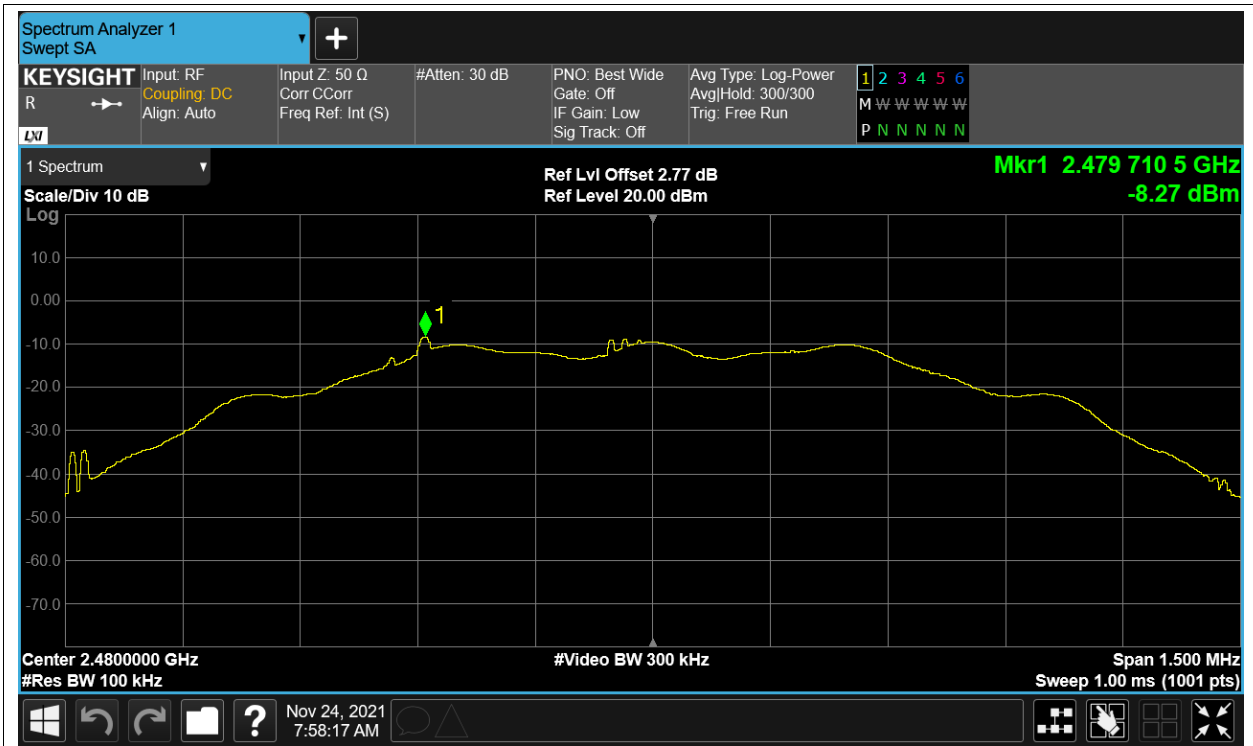 Spectrum Analyzer 1
Swept SA
+
KEYSIGHT
R
LXI
Input: RF
Coupling: DC
Align: Auto
Input Z: 50 Ω
Corr CCorr
Freq Ref: Int (S)
#Atten: 30 dB
PNO: Best Wide
Gate: Off
IF Gain: Low
Sig Track: Off
Avg Type: Log-Power
Avg|Hold: 300/300
Trig: Free Run
1 2 3 4 5 6
M W W W W W W
P N N N N N N
1 Spectrum
Scale/Div 10 dB
Log
Ref Lvl Offset 2.77 dB
Ref Level 20.00 dBm
Mkr1 2.479 710 5 GHz
-8.27 dBm
10.0
0.00
-10.0
-20.0
-30.0
-40.0
-50.0
-60.0
-70.0
1
Center 2.4800000 GHz
#Res BW 100 kHz
#Video BW 300 kHz
Span 1.500 MHz
Sweep 1.00 ms (1001 pts)
?
Nov 24, 2021
7:58:17 AM